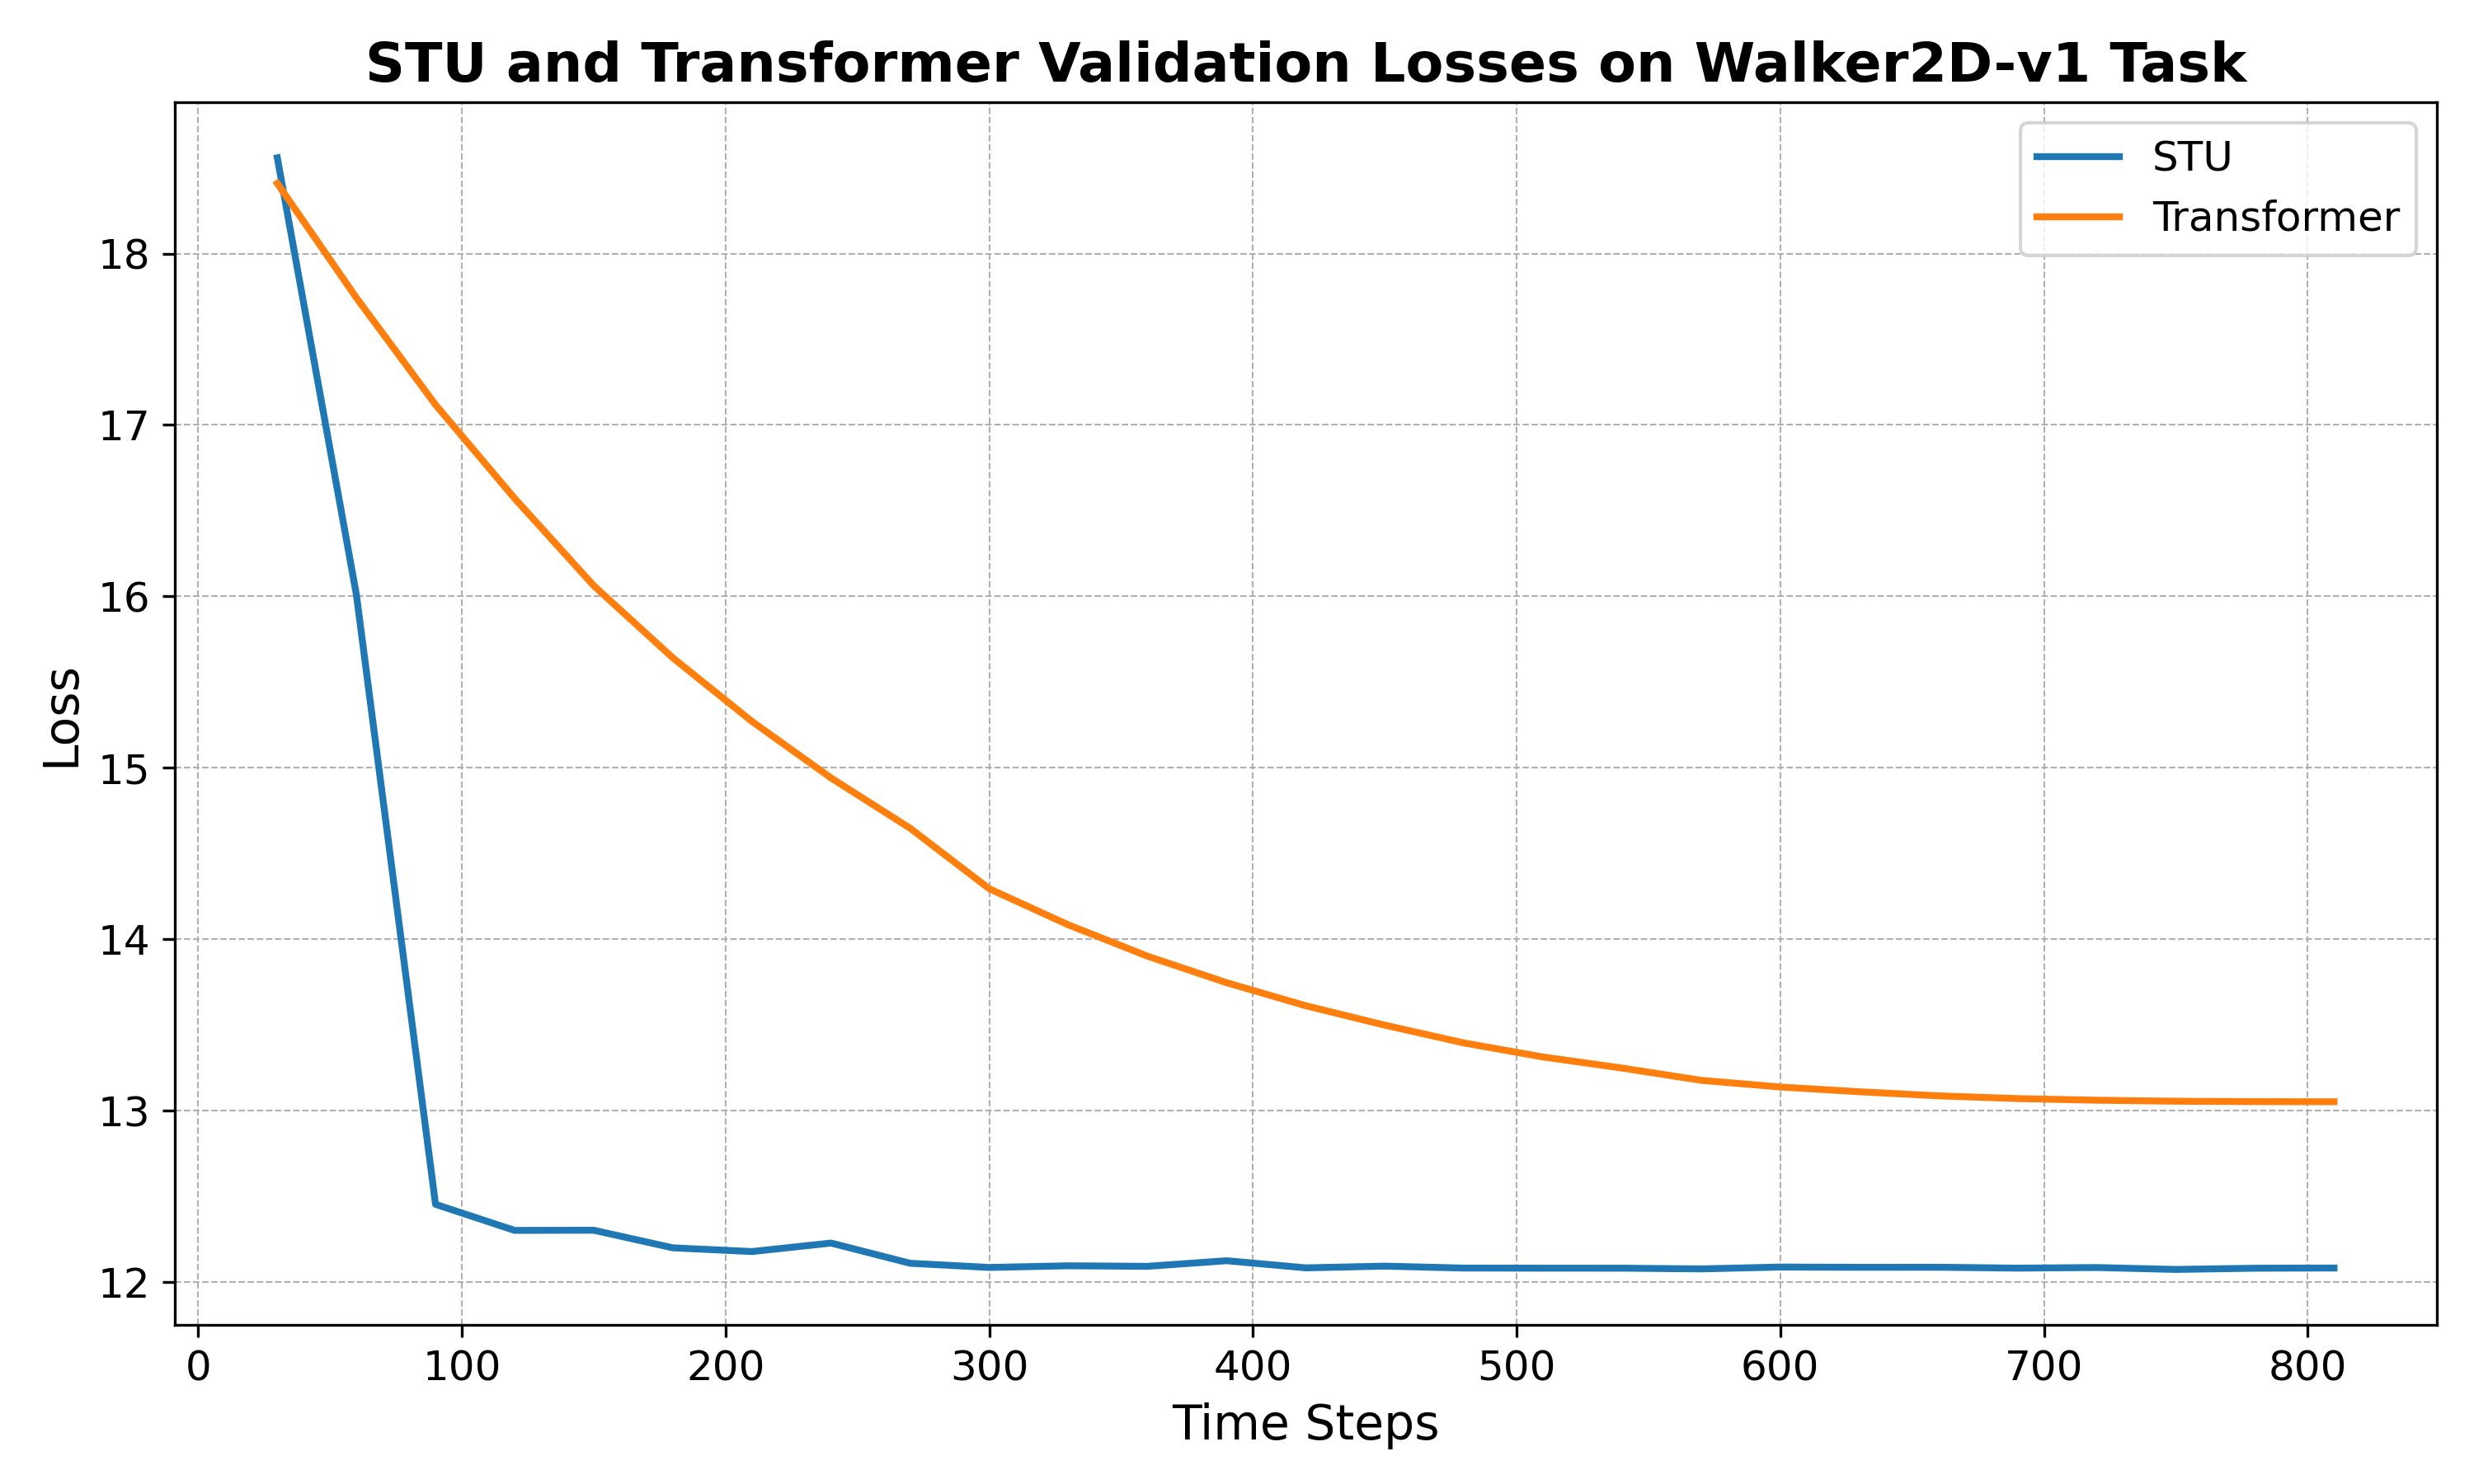 STU and Transformer Validation Losses on Walker2D-v1 Task
STU
Transformer
18
17
16
15
14
13
12
Loss
0 100 200 300 400 500 600 700 800
Time Steps